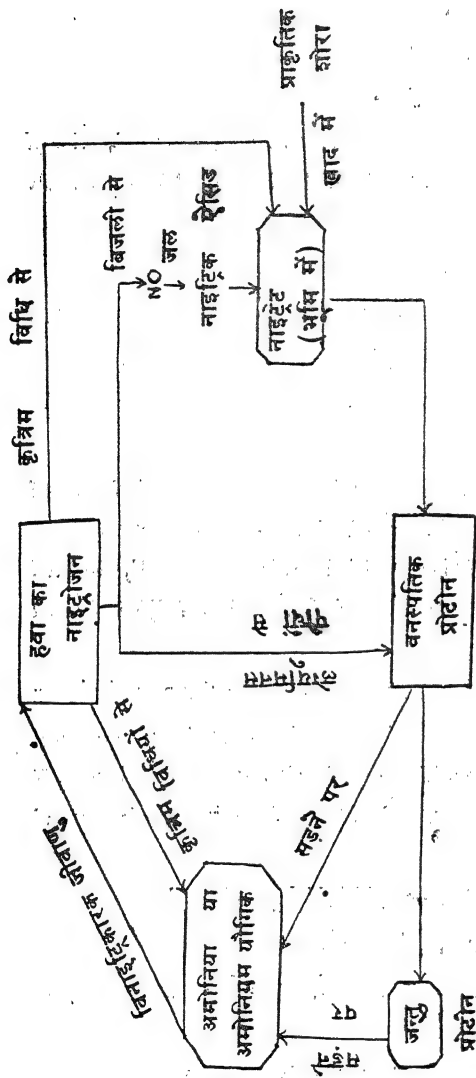 हवा का
नाइट्रोजन
कृत्रिम विधि से
बिजली से
NO
जल
नाइट्रिक ऐसिड
नाइट्रेट
(भूमि में)
प्राकृतिक
शोरा
खाद में
विनाइट्रिकारक जीवाणु
कृत्रिम विधियों से
पौदों से
अमोनिया या
अमोनियम यौगिक
सड़ने पर
वनस्पतिक
प्रोटीन
पर
जन्तु
प्रोटीन